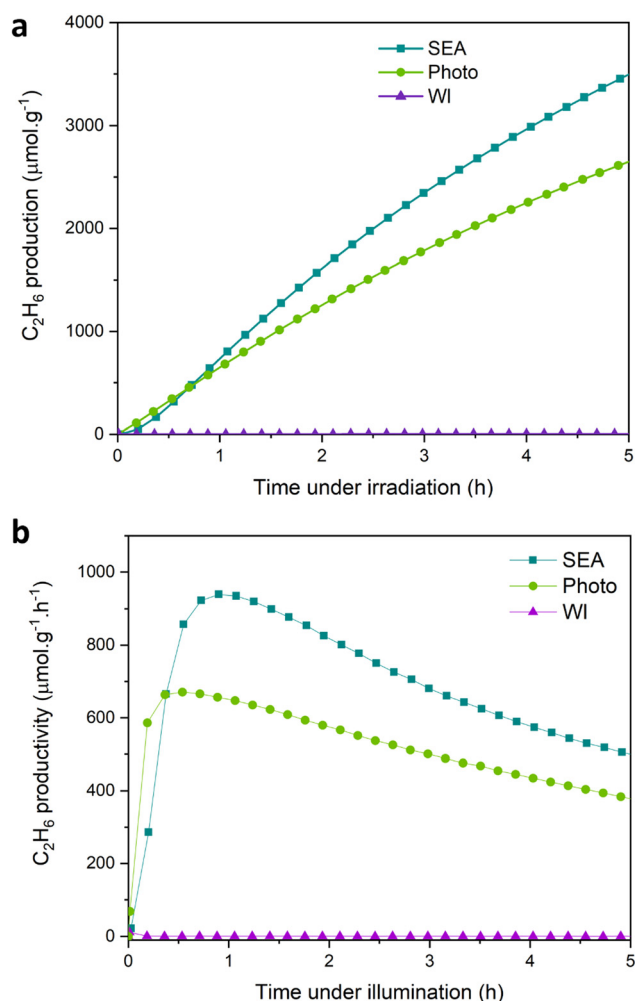 a
4000
3000
2000
1000
0
C₂H₆ production (μmol.g⁻¹)
SEA
Photo
WI
0 1 2 3 4 5
Time under irradiation (h)
b
1000
800
600
400
200
0
C₂H₆ productivity (μmol.g⁻¹.h⁻¹)
SEA
Photo
WI
0 1 2 3 4 5
Time under illumination (h)